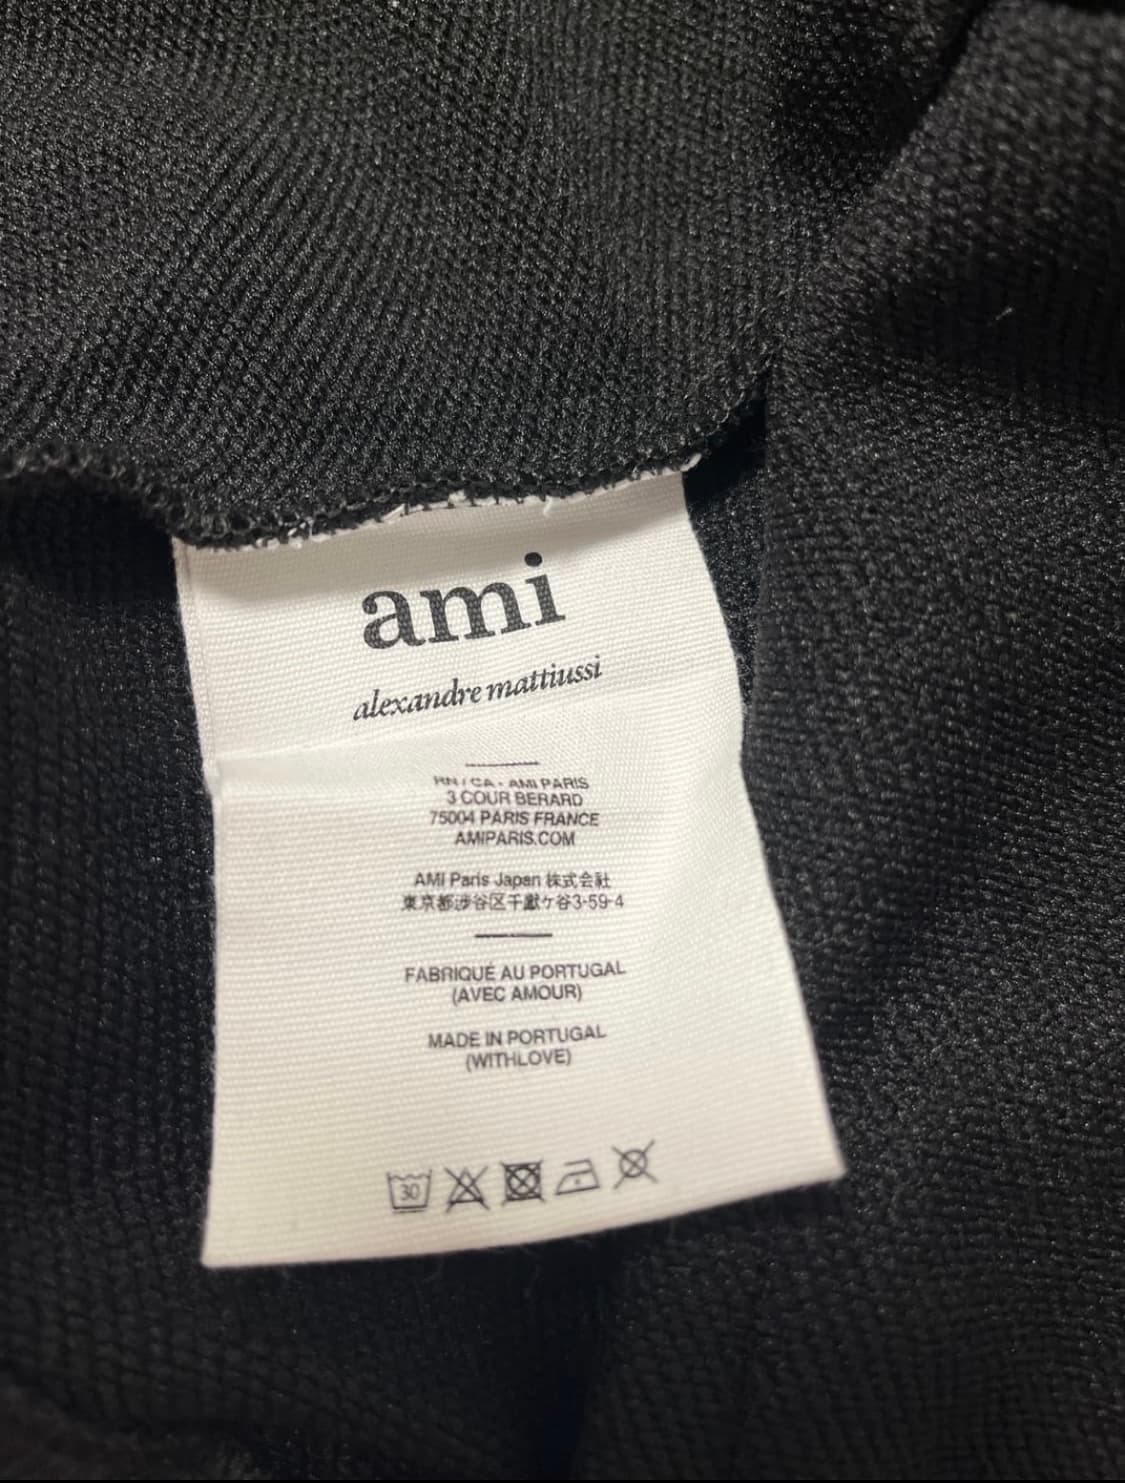 ami
alexandre mattiussi
RN / CA - AMI PARIS
3 COUR BERARD
75004 PARIS FRANCE
AMIPARIS.COM
AMI Paris Japan 株式会社
東京都渋谷区千駄ケ谷3-59-4
FABRIQUÉ AU PORTUGAL
(AVEC AMOUR)
MADE IN PORTUGAL
(WITHLOVE)
30